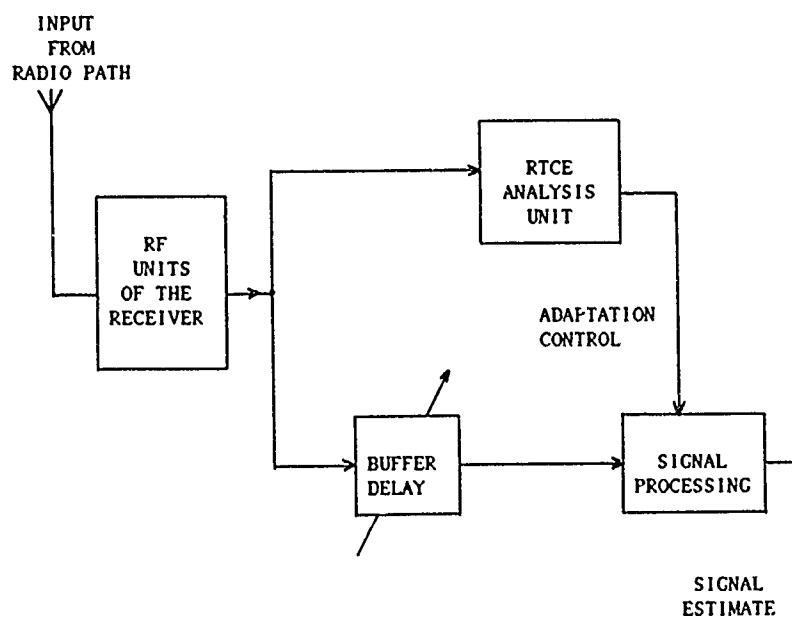 INPUT
FROM
RADIO PATH
RF
UNITS
OF THE
RECEIVER
RTCE
ANALYSIS
UNIT
ADAPTATION
CONTROL
BUFFER
DELAY
SIGNAL
PROCESSING
SIGNAL
ESTIMATE